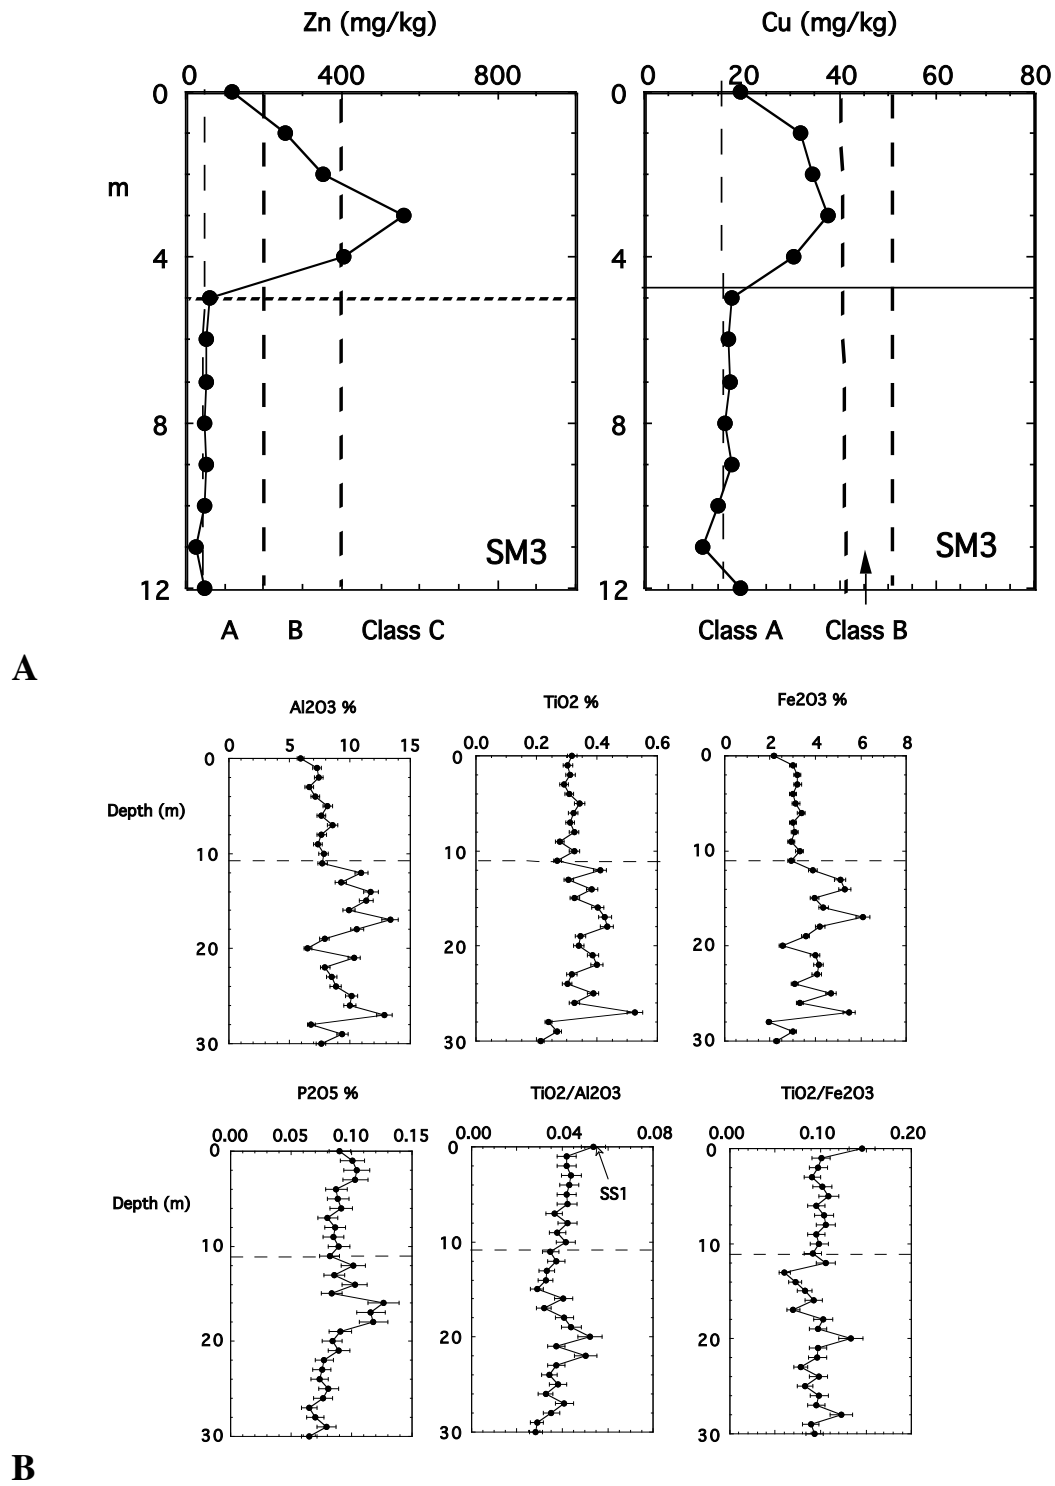 Zn (mg/kg) Cu (mg/kg)
0 400 800 0 20 40 60 80
0 0
m
4 4
8 8
SM3 SM3
12 12
A B Class C Class A Class B
A
Al2O3 % TiO2 % Fe2O3 %
0 5 10 15 0.0 0.2 0.4 0.6 0 2 4 6 8
0 0 0
Depth (m)
10 10 10
20 20 20
30 30 30
P2O5 % TiO2/Al2O3 TiO2/Fe2O3
0.00 0.05 0.10 0.15 0.00 0.04 0.08 0.00 0.10 0.20
0 0 0
SS1
Depth (m)
10 10 10
20 20 20
30 30 30
B